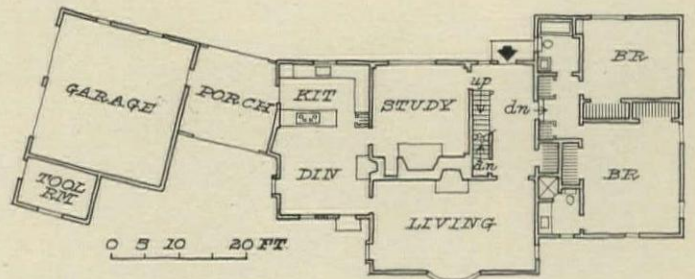 GARAGE
PORCH
KIT
STUDY
up
dn
BR
DIN
dn
BR
TOOL
RM
LIVING
0 5 10 20 FT.